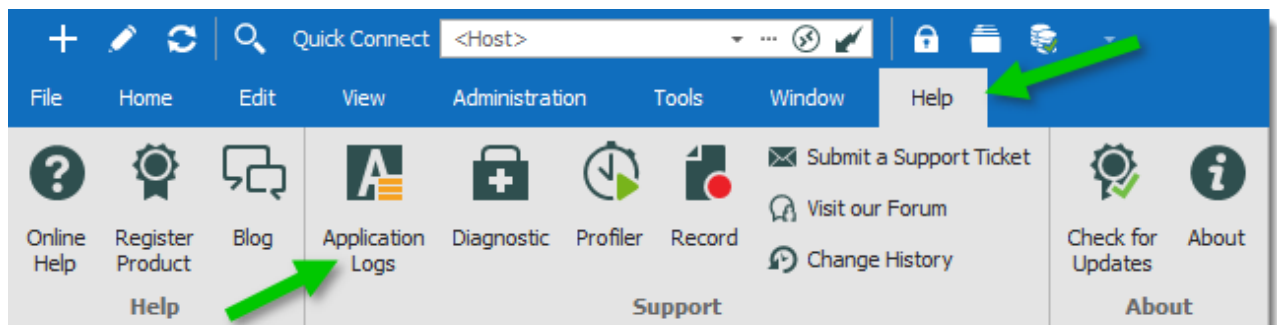 Quick Connect <Host>
File Home Edit View Administration Tools Window Help
Online Help
Register Product
Blog
Application Logs
Diagnostic
Profiler
Record
Submit a Support Ticket
Visit our Forum
Change History
Check for Updates
About
Help Support About